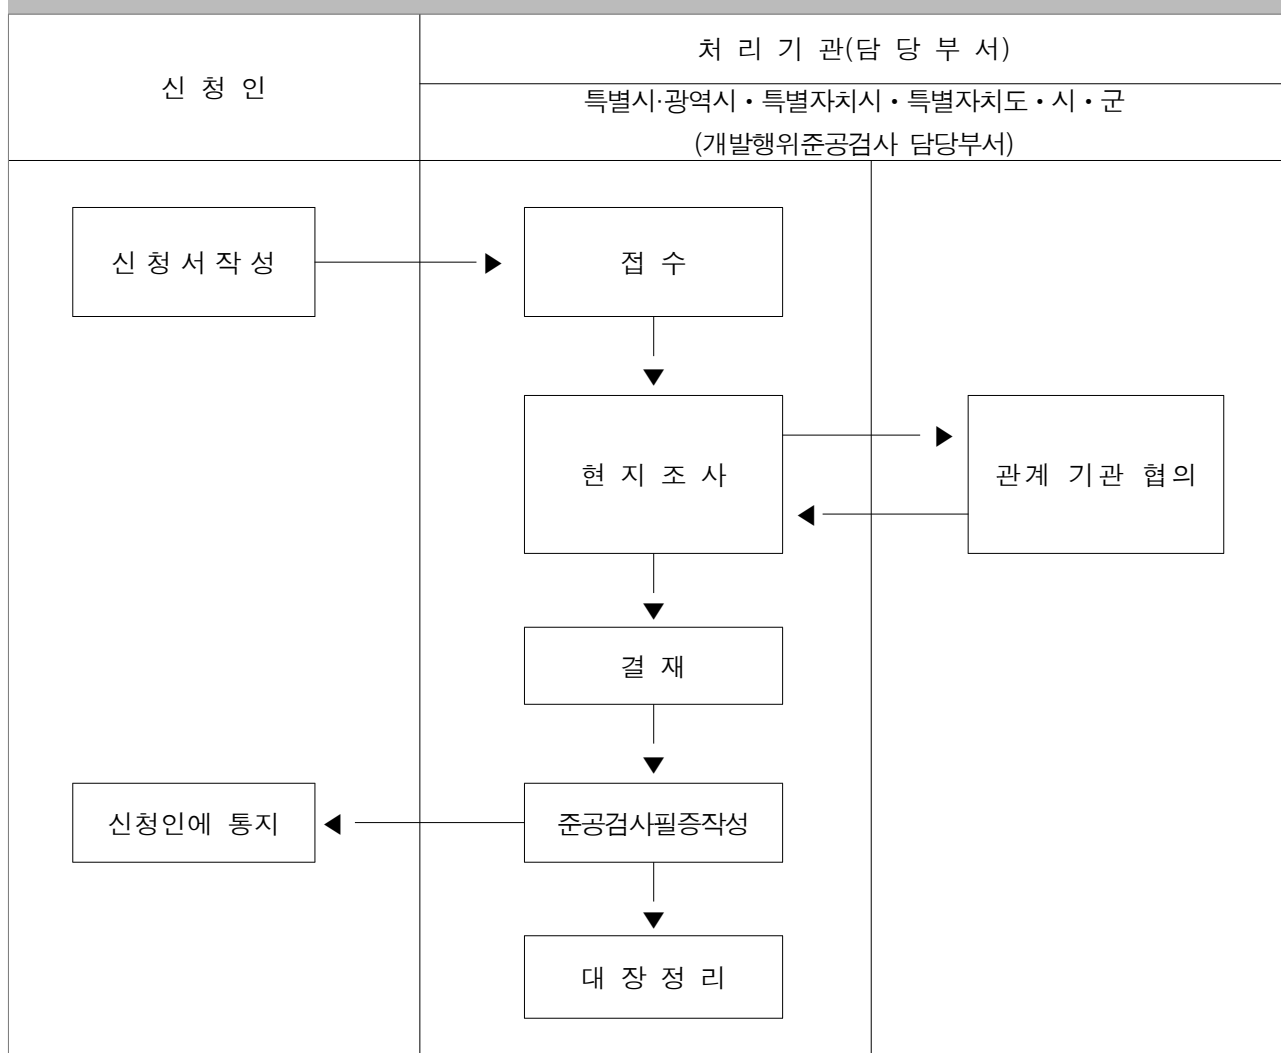 신 청 인
처 리 기 관(담 당 부 서)
특별시·광역시・특별자치시・특별자치도・시・군
(개발행위준공검사 담당부서)
신 청 서 작 성
접 수
현 지 조 사
관계 기관 협의
결 재
신청인에 통지
준공검사필증작성
대 장 정 리